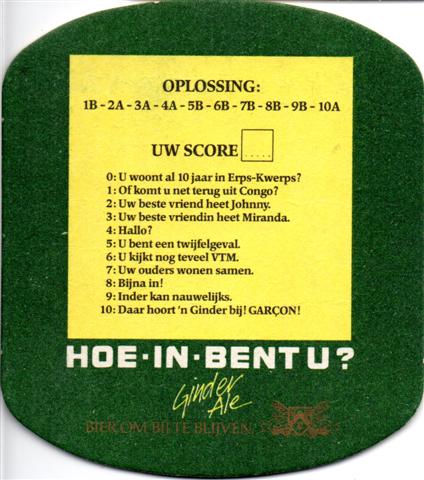 OPLOSSING:
1B - 2A - 3A - 4A - 5B - 6B - 7B - 8B - 9B - 10A
UW SCORE .....
0: U woont al 10 jaar in Erps-Kwerps?
1: Of komt u net terug uit Congo?
2: Uw beste vriend heet Johnny.
3: Uw beste vriendin heet Miranda.
4: Hallo?
5: U bent een twijfelgeval.
6: U kijkt nog teveel VTM.
7: Uw ouders wonen samen.
8: Bijna in!
9: Inder kan nauwelijks.
10: Daar hoort 'n Ginder bij! GARÇON!
HOE·IN·BENT U?
Ginder
Ale
BIER OM BIJ TE BLIJVEN.